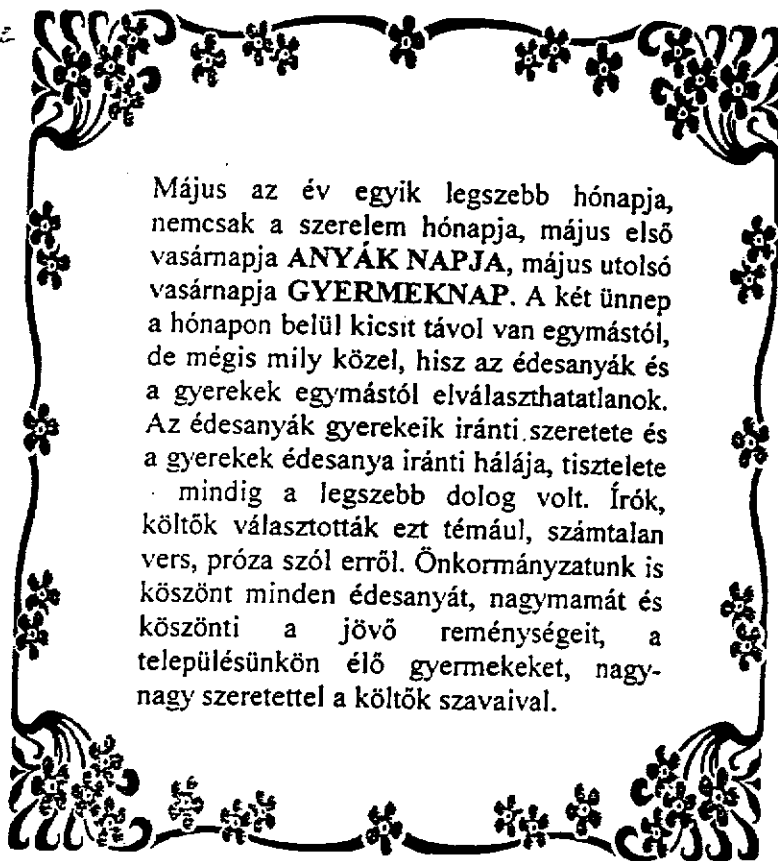 Május az év egyik legszebb hónapja,
nemcsak a szerelem hónapja, május első
vasárnapja ANYÁK NAPJA, május utolsó
vasárnapja GYERMEKNAP. A két ünnep
a hónapon belül kicsit távol van egymástól,
de mégis mily közel, hisz az édesanyák és
a gyerekek egymástól elválaszthatatlanok.
Az édesanyák gyerekeik iránti szeretete és
a gyerekek édesanya iránti hálája, tisztelete
mindig a legszebb dolog volt. Írók,
költők választották ezt témául, számtalan
vers, próza szól erről. Önkormányzatunk is
köszönt minden édesanyát, nagymamát és
köszönti a jövő reménységeit, a
településünkön élő gyermekeket, nagy-
nagy szeretettel a költők szavaival.